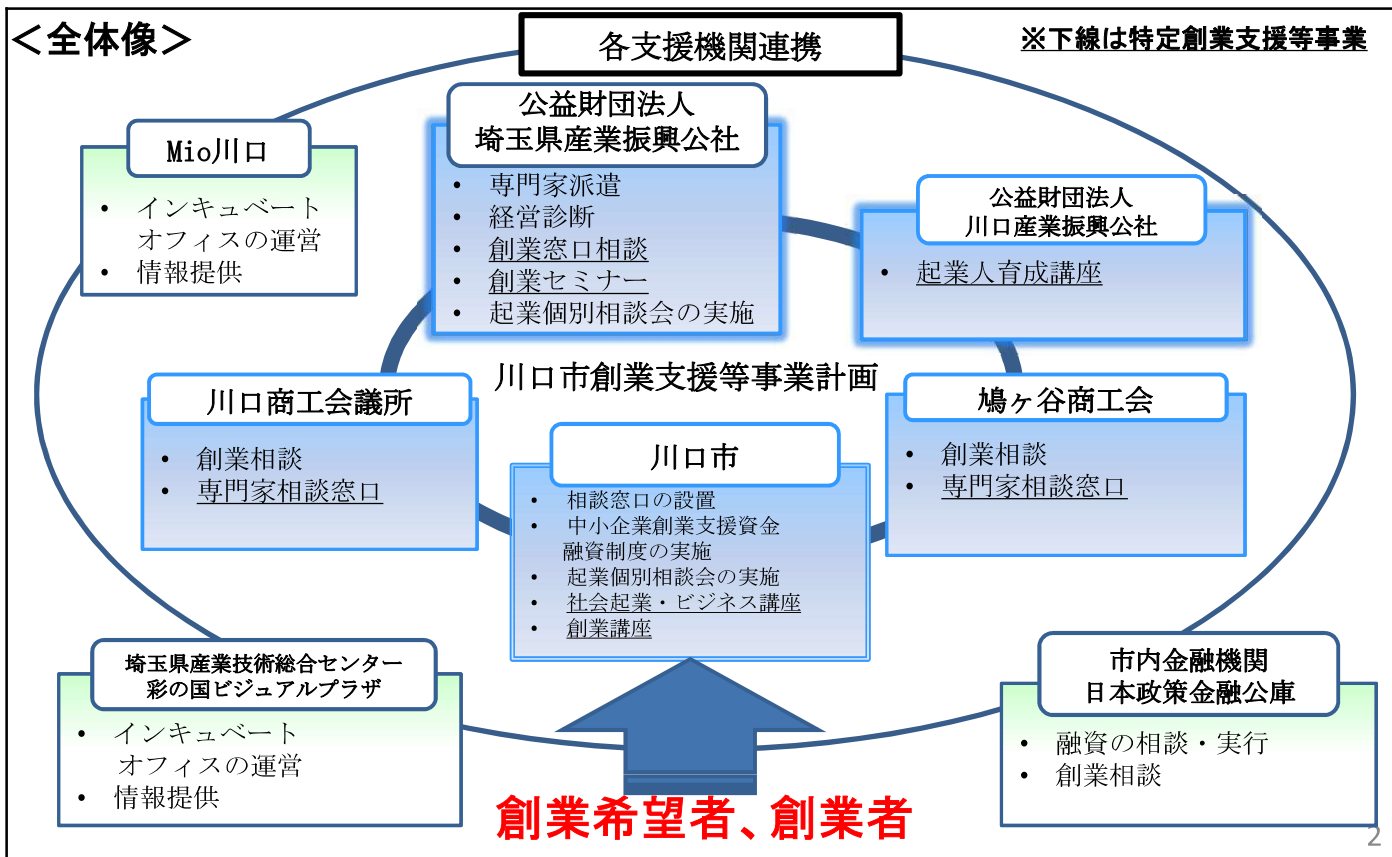 ＜全体像＞
各支援機関連携
※下線は特定創業支援等事業
公益財団法人
埼玉県産業振興公社
• 専門家派遣
• 経営診断
• 創業窓口相談
• 創業セミナー
• 起業個別相談会の実施
Mio川口
• インキュベート
オフィスの運営
• 情報提供
公益財団法人
川口産業振興公社
• 起業人育成講座
川口市創業支援等事業計画
川口商工会議所
• 創業相談
• 専門家相談窓口
鳩ヶ谷商工会
• 創業相談
• 専門家相談窓口
川口市
• 相談窓口の設置
• 中小企業創業支援資金
融資制度の実施
• 起業個別相談会の実施
• 社会起業・ビジネス講座
• 創業講座
埼玉県産業技術総合センター
彩の国ビジュアルプラザ
• インキュベート
オフィスの運営
• 情報提供
市内金融機関
日本政策金融公庫
• 融資の相談・実行
• 創業相談
創業希望者、創業者
2